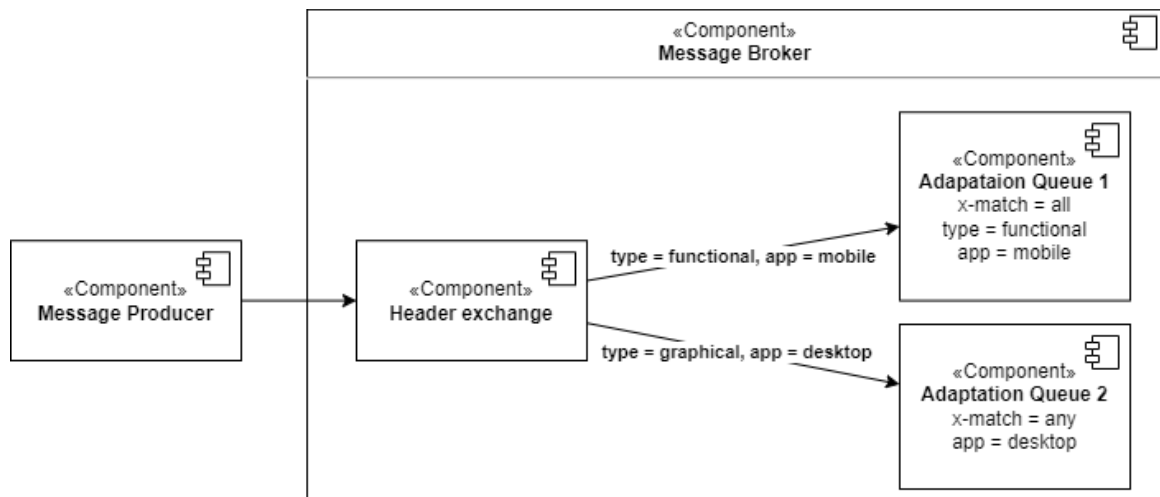 «Component»
Message Broker
«Component»
Adapataion Queue 1
x-match = all
type = functional
app = mobile
type = functional, app = mobile
«Component»
Message Producer
«Component»
Header exchange
type = graphical, app = desktop
«Component»
Adaptation Queue 2
x-match = any
app = desktop